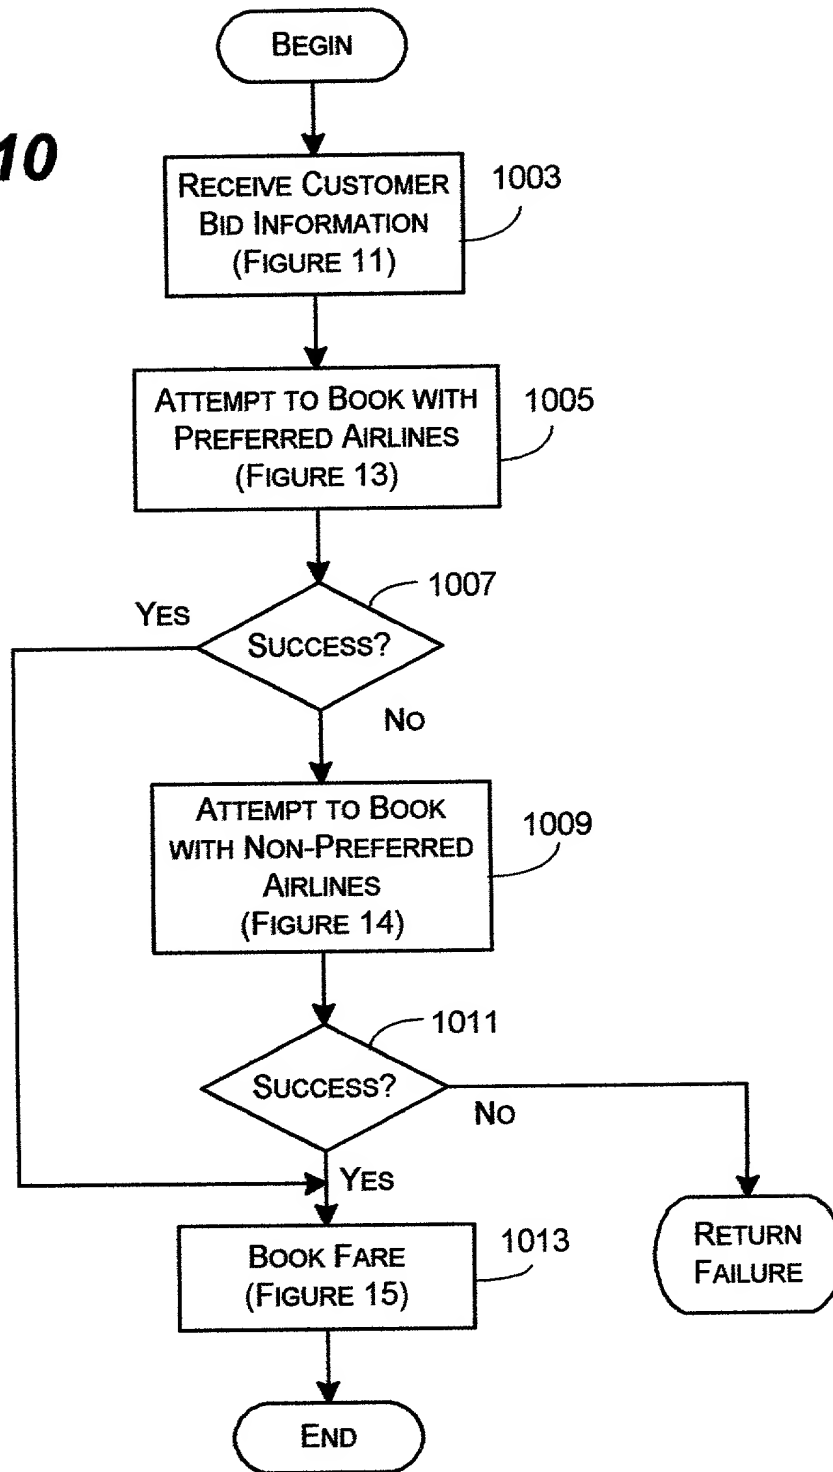 BEGIN
10
RECEIVE CUSTOMER
BID INFORMATION
(FIGURE 11)
1003
ATTEMPT TO BOOK WITH
PREFERRED AIRLINES
(FIGURE 13)
1005
1007
YES
SUCCESS?
NO
ATTEMPT TO BOOK
WITH NON-PREFERRED
AIRLINES
(FIGURE 14)
1009
1011
SUCCESS?
NO
YES
BOOK FARE
(FIGURE 15)
1013
RETURN
FAILURE
END